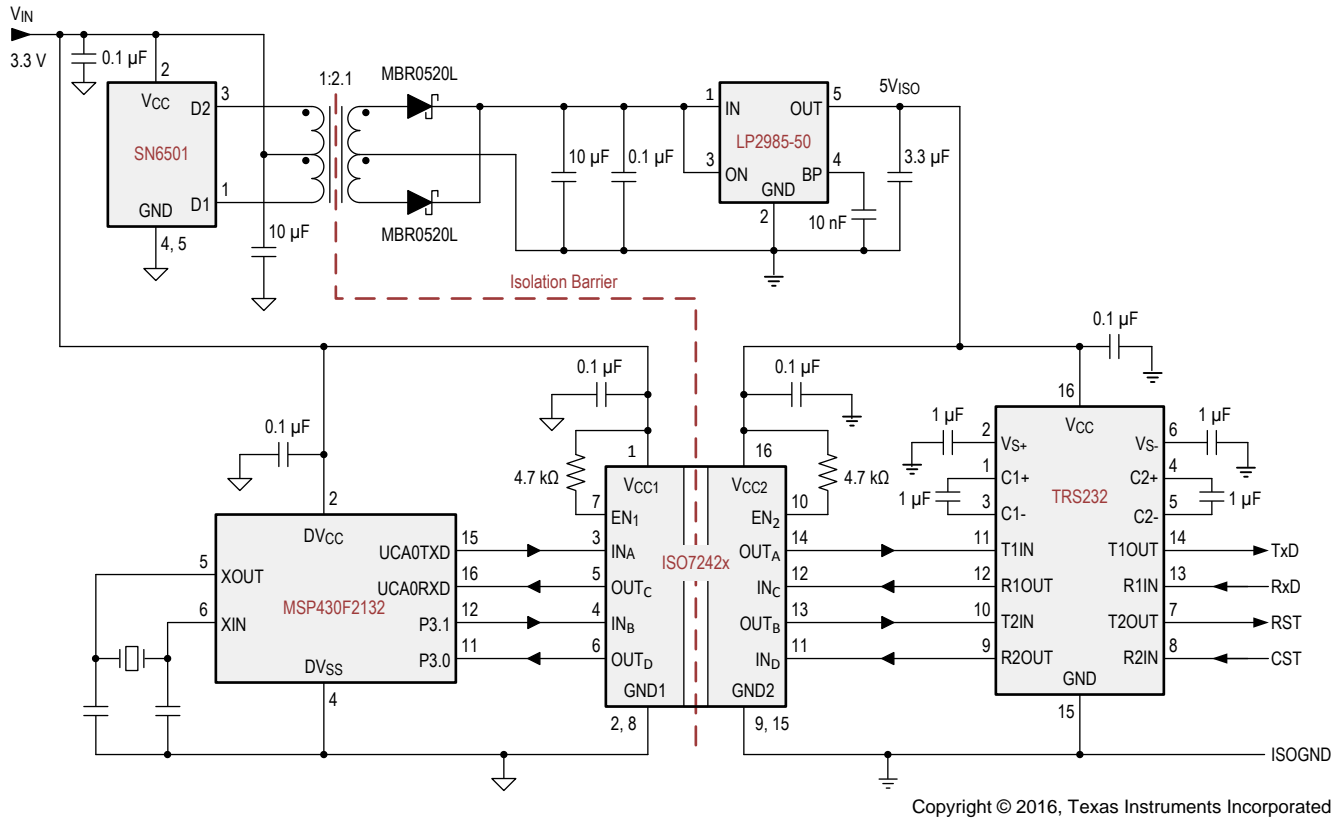 VIN
3.3 V
0.1 µF
2
VCC
D2
3
SN6501
D1
1
GND
4, 5
10 µF
1:2.1
MBR0520L
MBR0520L
10 µF
0.1 µF
1
IN
OUT
5
LP2985-50
3
ON
BP
4
GND
2
10 nF
5VISO
3.3 µF
Isolation Barrier
0.1 µF
2
DVCC
5
XOUT
6
XIN
MSP430F2132
UCA0TXD
15
UCA0RXD
16
P3.1
12
P3.0
11
DVSS
4
0.1 µF
4.7 kΩ
1
VCC1
7
EN1
3
INA
5
OUTC
4
INB
6
OUTD
GND1
2, 8
ISO7242x
0.1 µF
4.7 kΩ
16
VCC2
10
EN2
14
OUTA
12
INC
13
OUTB
11
IND
GND2
9, 15
0.1 µF
16
VCC
1 µF
2
VS+
1
C1+
1 µF
3
C1-
TRS232
VS-
6
1 µF
C2+
4
C2-
5
1 µF
11
T1IN
T1OUT
14
TxD
12
R1OUT
R1IN
13
RxD
10
T2IN
T2OUT
7
RST
9
R2OUT
R2IN
8
CST
GND
15
ISOGND
Copyright © 2016, Texas Instruments Incorporated